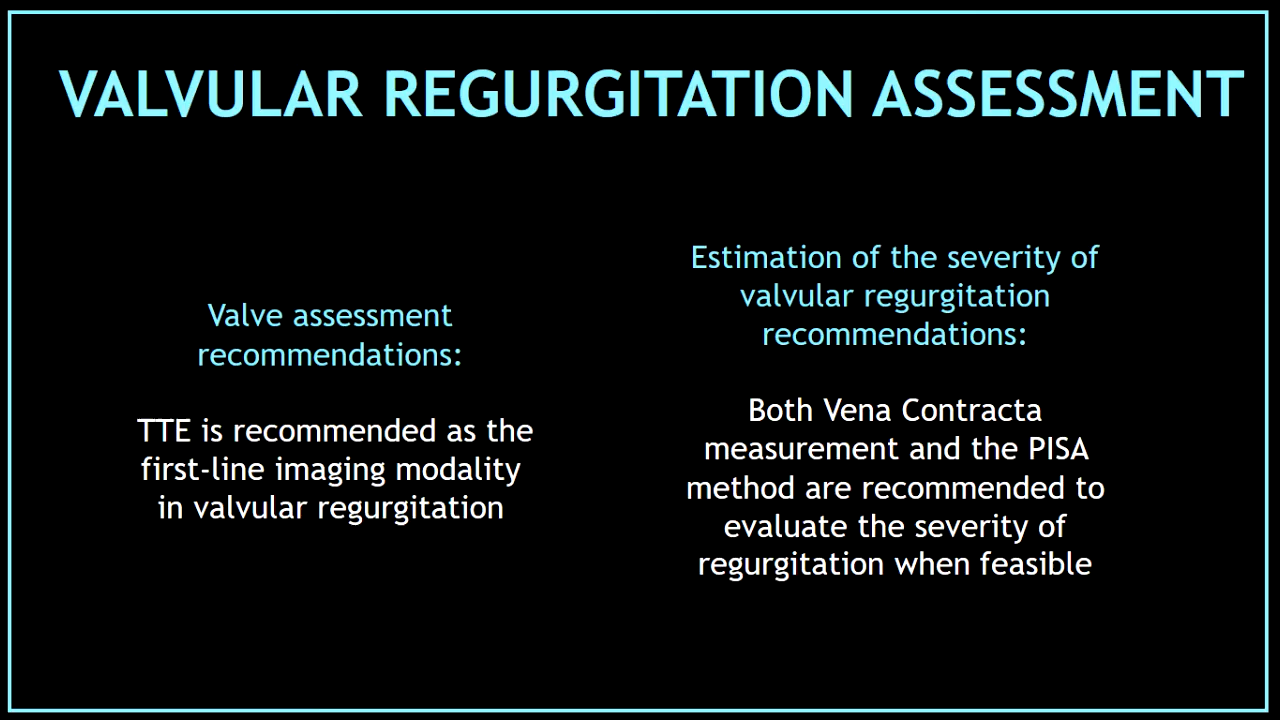 VALVULAR REGURGITATION ASSESSMENT
Valve assessment
recommendations:
TTE is recommended as the
first-line imaging modality
in valvular regurgitation
Estimation of the severity of
valvular regurgitation
recommendations:
Both Vena Contracta
measurement and the PISA
method are recommended to
evaluate the severity of
regurgitation when feasible